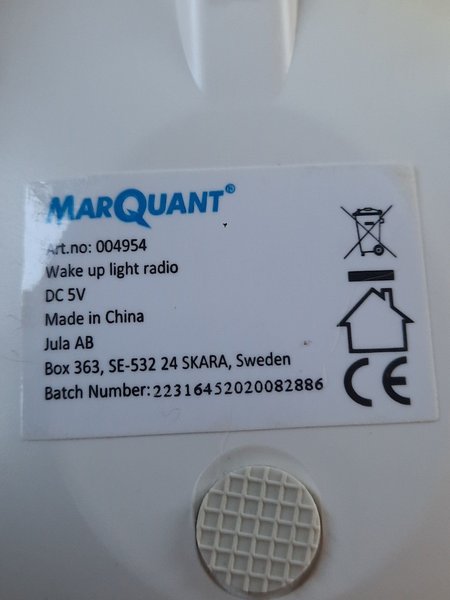 MARQUANT®
Art.no: 004954
Wake up light radio
DC 5V
Made in China
Jula AB
Box 363, SE-532 24 SKARA, Sweden
Batch Number: 22316452020082886
CE